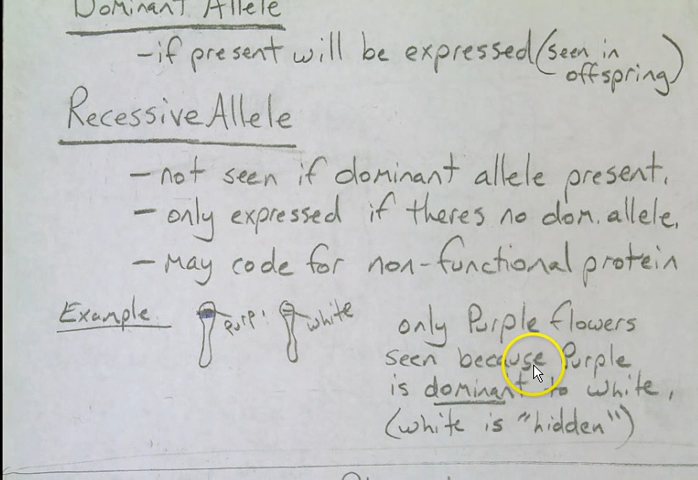 Dominant Allele
-if present will be expressed (seen in
offspring)
Recessive Allele
- not seen if dominant allele present.
- only expressed if theres no dom. allele.
- May code for non-functional protein
Example
purp.
white
only Purple flowers
seen because Purple
is dominant to white.
(white is "hidden")